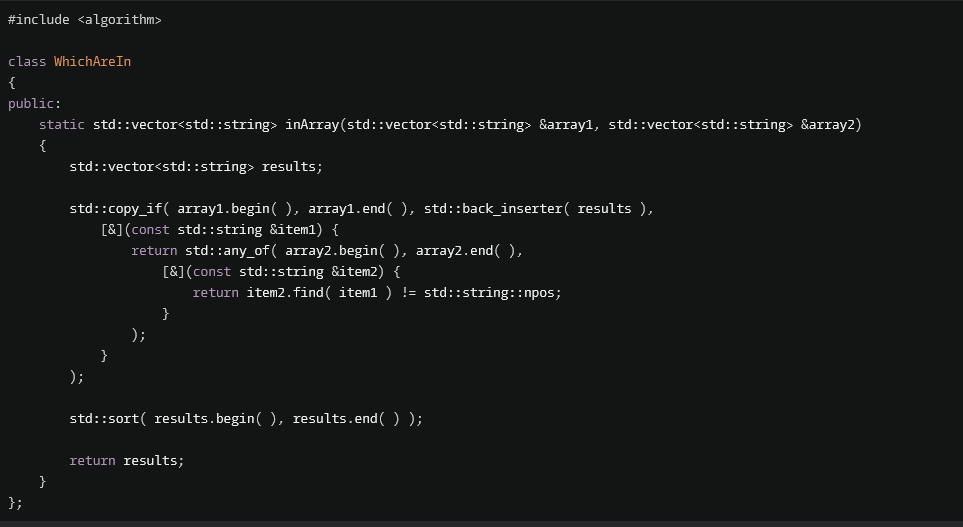 #include <algorithm>

class WhichAreIn
{
public:
    static std::vector<std::string> inArray(std::vector<std::string> &array1, std::vector<std::string> &array2)
    {
        std::vector<std::string> results;

        std::copy_if( array1.begin( ), array1.end( ), std::back_inserter( results ),
            [&](const std::string &item1) {
                return std::any_of( array2.begin( ), array2.end( ),
                    [&](const std::string &item2) {
                        return item2.find( item1 ) != std::string::npos;
                    }
                );
            }
        );

        std::sort( results.begin( ), results.end( ) );

        return results;
    }
};